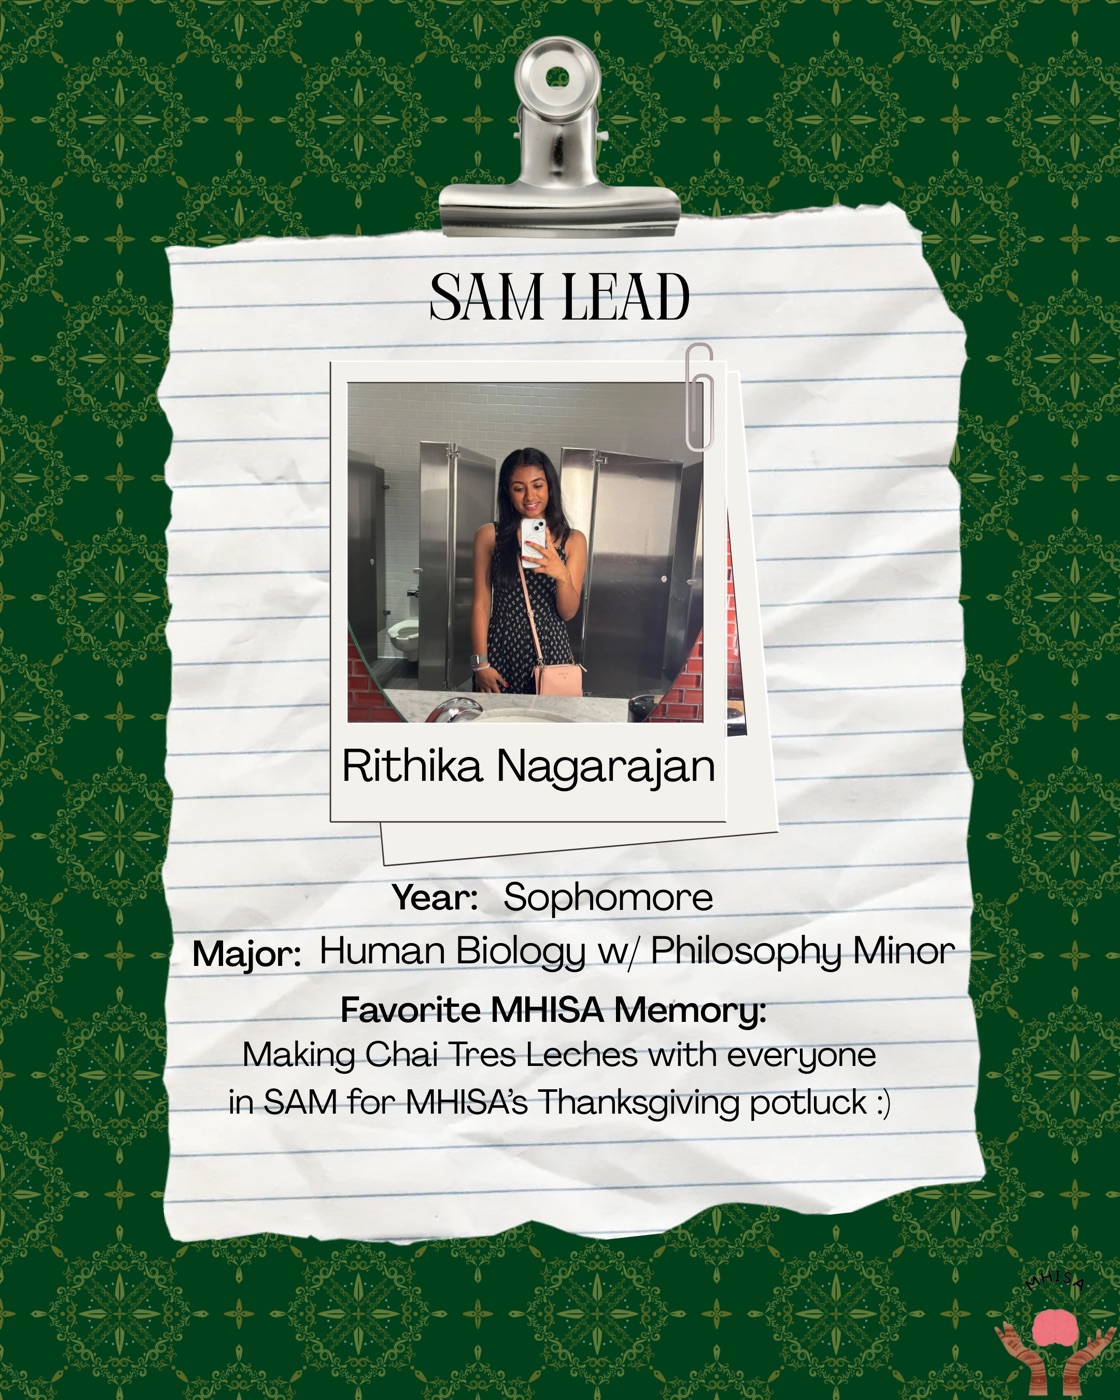 SAM LEAD
Rithika Nagarajan
Year: Sophomore
Major: Human Biology w/ Philosophy Minor
Favorite MHISA Memory:
Making Chai Tres Leches with everyone
in SAM for MHISA’s Thanksgiving potluck :)
MHISA